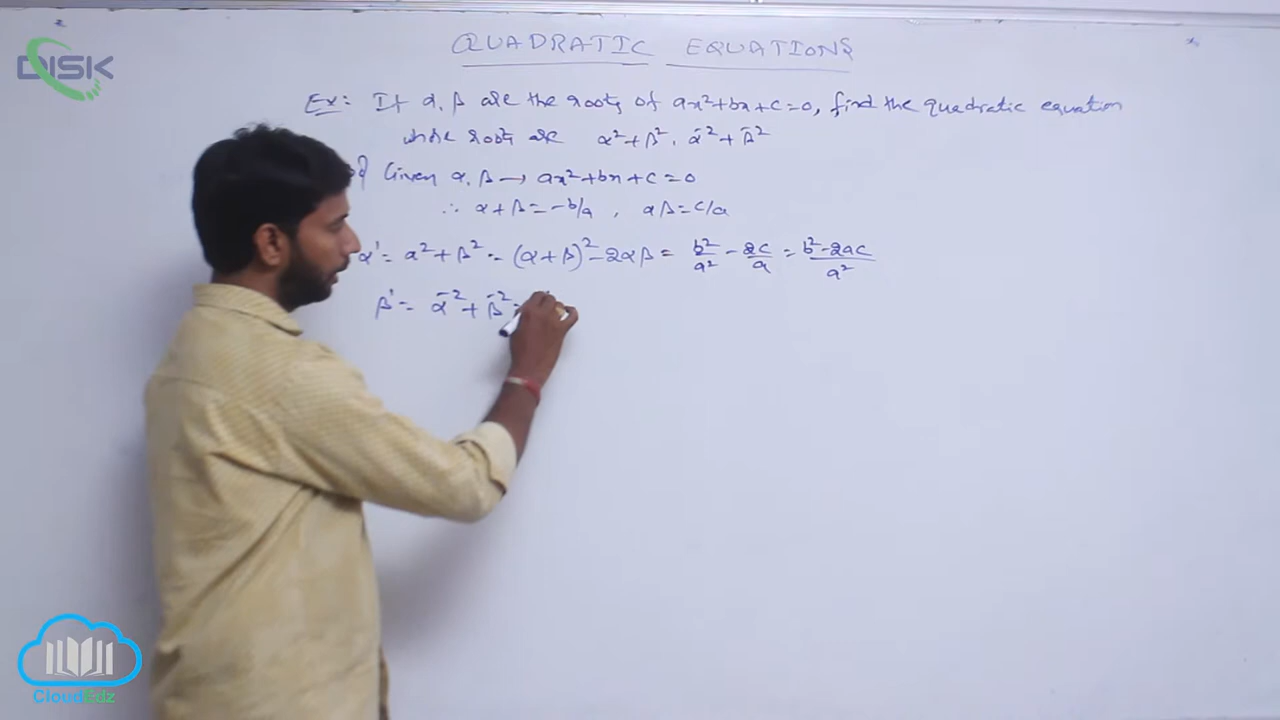 DISK
QUADRATIC EQUATIONS
Ex: If α, β are the roots of ax²+bx+c=0, find the quadratic equation
whose roots are α²+β², α⁻²+β⁻²
Given α, β → ax²+bx+c=0
∴ α+β=-b/a, αβ=c/a
α' = α²+β² = (α+β)²-2αβ = b²/a² - 2c/a = b²-2ac/a²
β' = α⁻²+β⁻² =
CloudEdz